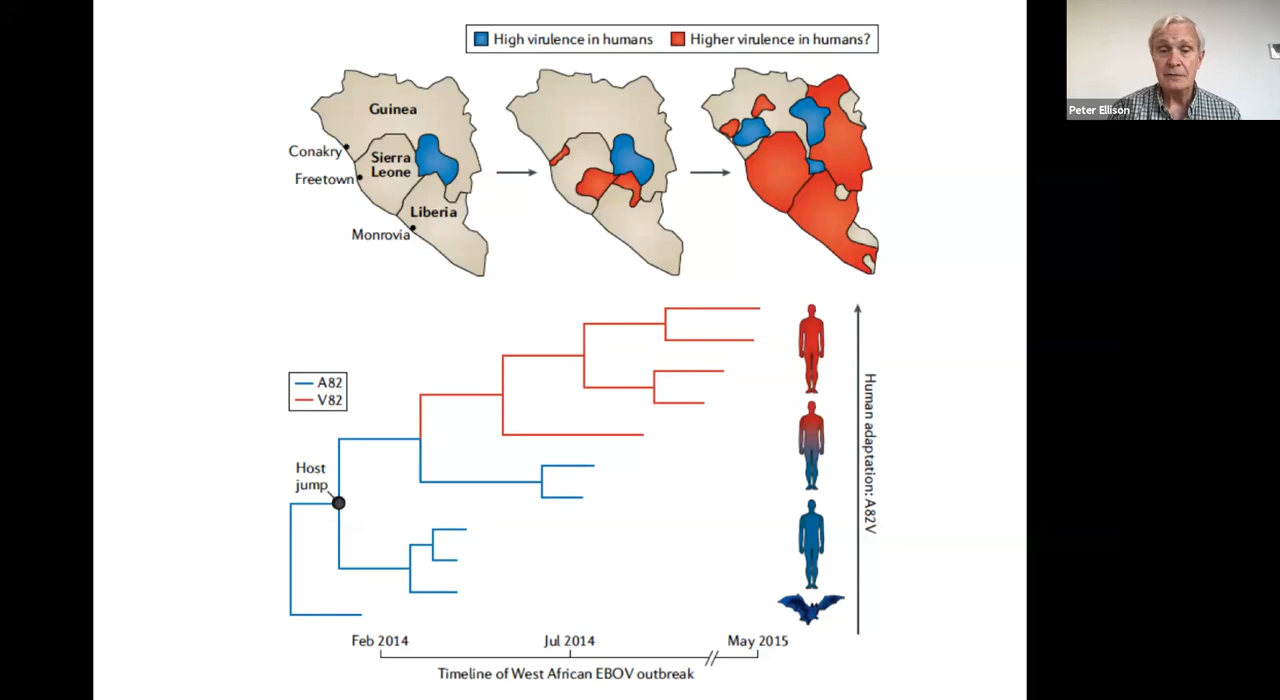 High virulence in humans
Higher virulence in humans?
Peter Ellison
Guinea
Conakry
Sierra
Leone
Freetown
Liberia
Monrovia
A82
V82
Host
jump
Human adaptation: A82V
Feb 2014
Jul 2014
May 2015
Timeline of West African EBOV outbreak